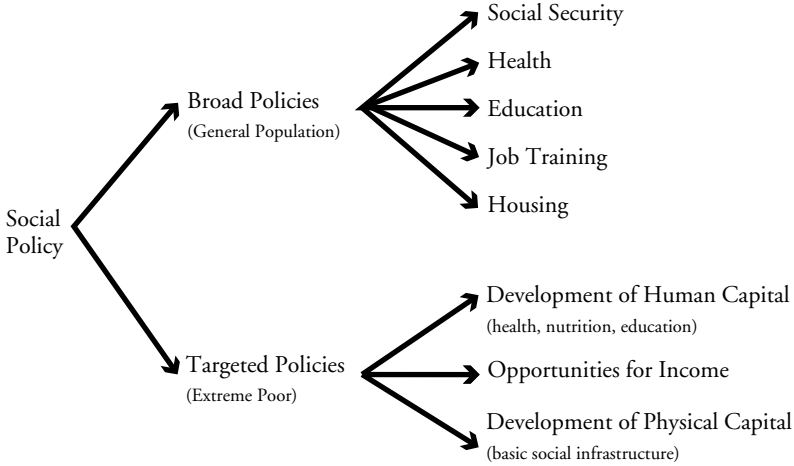 Social
Policy
Broad Policies
(General Population)
Social Security
Health
Education
Job Training
Housing
Targeted Policies
(Extreme Poor)
Development of Human Capital
(health, nutrition, education)
Opportunities for Income
Development of Physical Capital
(basic social infrastructure)